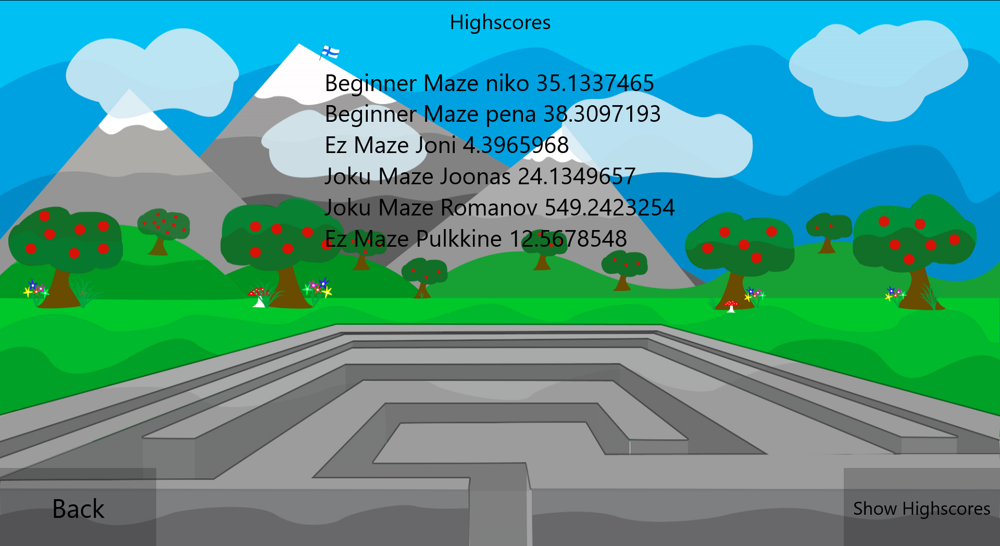 Highscores
Beginner Maze niko 35.1337465
Beginner Maze pena 38.3097193
Ez Maze Joni 4.3965968
Joku Maze Joonas 24.1349657
Joku Maze Romanov 549.2423254
Ez Maze Pulkkine 12.5678548
Back
Show Highscores